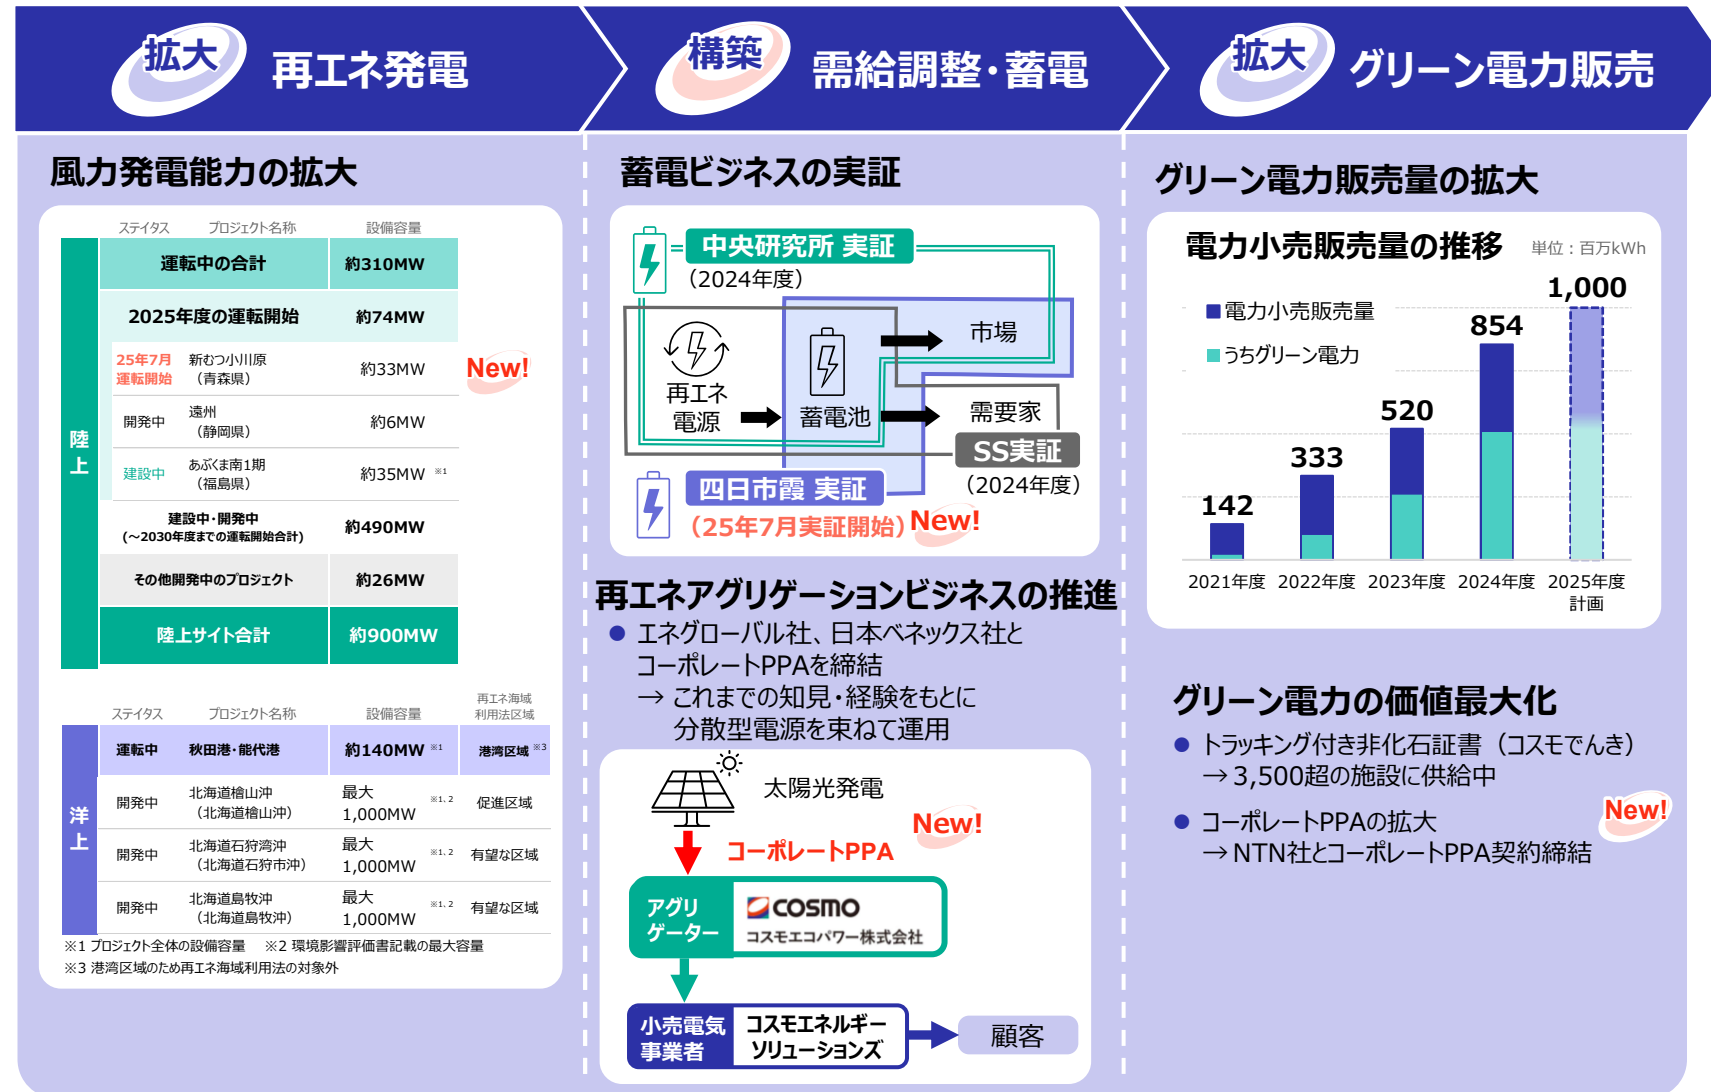 拡大 再エネ発電
構築 需給調整・蓄電
拡大 グリーン電力販売
風力発電能力の拡大
ステイタス プロジェクト名称 設備容量
陸上
運転中の合計 約310MW
2025年度の運転開始 約74MW
25年7月
運転開始
新むつ小川原
（青森県）
約33MW
New!
開発中
遠州
（静岡県）
約6MW
建設中
あぶくま南1期
（福島県）
約35MW ※1
建設中・開発中
(～2030年度までの運転開始合計)
約490MW
その他開発中のプロジェクト 約26MW
陸上サイト合計 約900MW
ステイタス プロジェクト名称 設備容量
再エネ海域
利用法区域
洋上
運転中 秋田港・能代港 約140MW ※1 港湾区域 ※3
開発中
北海道檜山沖
（北海道檜山沖）
最大
1,000MW
※1, 2
促進区域
開発中
北海道石狩湾沖
（北海道石狩市沖）
最大
1,000MW
※1, 2
有望な区域
開発中
北海道島牧沖
（北海道島牧沖）
最大
1,000MW
※1, 2
有望な区域
※1 プロジェクト全体の設備容量 ※2 環境影響評価書記載の最大容量
※3 港湾区域のため再エネ海域利用法の対象外
蓄電ビジネスの実証
中央研究所 実証
（2024年度）
市場
再エネ
電源
蓄電池
需要家
SS実証
（2024年度）
四日市霞 実証
（25年7月実証開始）
New!
再エネアグリゲーションビジネスの推進
● エネグローバル社、日本ベネックス社と
コーポレートPPAを締結
→ これまでの知見・経験をもとに
分散型電源を束ねて運用
太陽光発電
コーポレートPPA
New!
アグリ
ゲーター
COSMO
コスモエコパワー株式会社
小売電気
事業者
コスモエネルギー
ソリューションズ
顧客
グリーン電力販売量の拡大
電力小売販売量の推移 単位：百万kWh
電力小売販売量
うちグリーン電力
142
333
520
854
1,000
2021年度 2022年度 2023年度 2024年度 2025年度
計画
グリーン電力の価値最大化
● トラッキング付き非化石証書（コスモでんき）
→ 3,500超の施設に供給中
● コーポレートPPAの拡大
→ NTN社とコーポレートPPA契約締結
New!